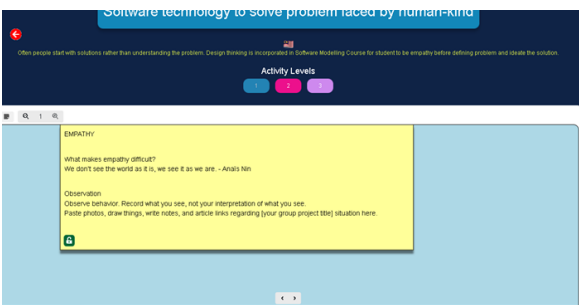 Software technology to solve problem faced by human-kind
Often people start with solutions rather than understanding the problem. Design thinking is incorporated in Software Modelling Course for student to be empathy before defining problem and ideate the solution.
Activity Levels
1 2 3
1
EMPATHY
What makes empathy difficult?
We don't see the world as it is, we see it as we are. - Anaïs Nin
Observation
Observe behavior. Record what you see, not your interpretation of what you see.
Paste photos, draw things, write notes, and article links regarding [your group project title] situation here.